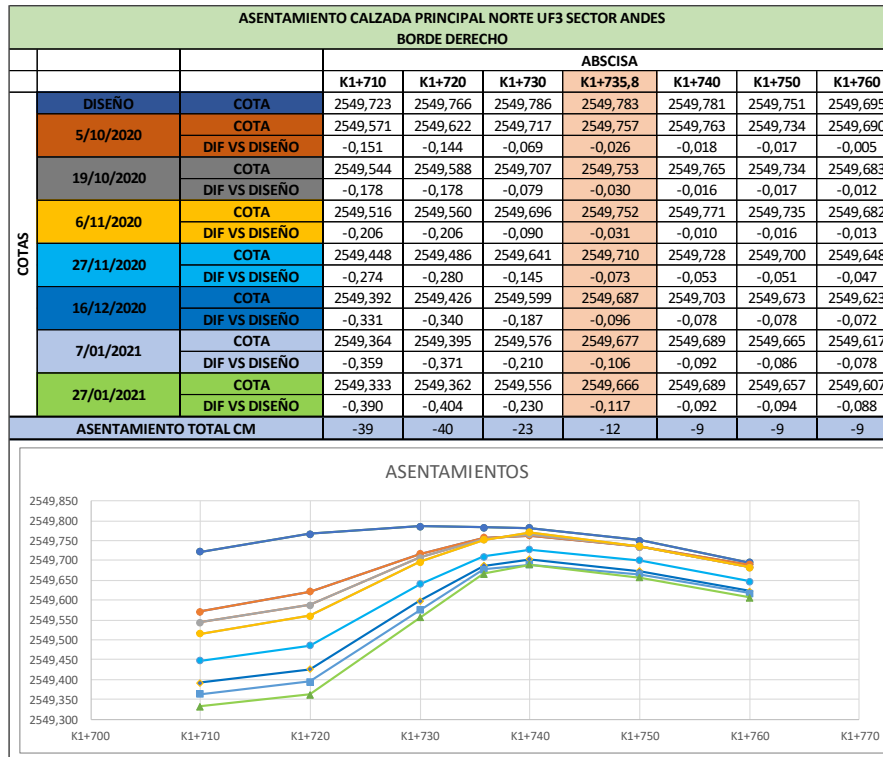 ASENTAMIENTO CALZADA PRINCIPAL NORTE UF3 SECTOR ANDES
BORDE DERECHO
ABSCISA
K1+710 K1+720 K1+730 K1+735,8 K1+740 K1+750 K1+760
COTAS
DISEÑO COTA 2549,723 2549,766 2549,786 2549,783 2549,781 2549,751 2549,695
5/10/2020 COTA 2549,571 2549,622 2549,717 2549,757 2549,763 2549,734 2549,690
DIF VS DISEÑO -0,151 -0,144 -0,069 -0,026 -0,018 -0,017 -0,005
19/10/2020 COTA 2549,544 2549,588 2549,707 2549,753 2549,765 2549,734 2549,683
DIF VS DISEÑO -0,178 -0,178 -0,079 -0,030 -0,016 -0,017 -0,012
6/11/2020 COTA 2549,516 2549,560 2549,696 2549,752 2549,771 2549,735 2549,682
DIF VS DISEÑO -0,206 -0,206 -0,090 -0,031 -0,010 -0,016 -0,013
27/11/2020 COTA 2549,448 2549,486 2549,641 2549,710 2549,728 2549,700 2549,648
DIF VS DISEÑO -0,274 -0,280 -0,145 -0,073 -0,053 -0,051 -0,047
16/12/2020 COTA 2549,392 2549,426 2549,599 2549,687 2549,703 2549,673 2549,623
DIF VS DISEÑO -0,331 -0,340 -0,187 -0,096 -0,078 -0,078 -0,072
7/01/2021 COTA 2549,364 2549,395 2549,576 2549,677 2549,689 2549,665 2549,617
DIF VS DISEÑO -0,359 -0,371 -0,210 -0,106 -0,092 -0,086 -0,078
27/01/2021 COTA 2549,333 2549,362 2549,556 2549,666 2549,689 2549,657 2549,607
DIF VS DISEÑO -0,390 -0,404 -0,230 -0,117 -0,092 -0,094 -0,088
ASENTAMIENTO TOTAL CM -39 -40 -23 -12 -9 -9 -9
ASENTAMIENTOS
2549,850
2549,800
2549,750
2549,700
2549,650
2549,600
2549,550
2549,500
2549,450
2549,400
2549,350
2549,300
K1+700 K1+710 K1+720 K1+730 K1+740 K1+750 K1+760 K1+770